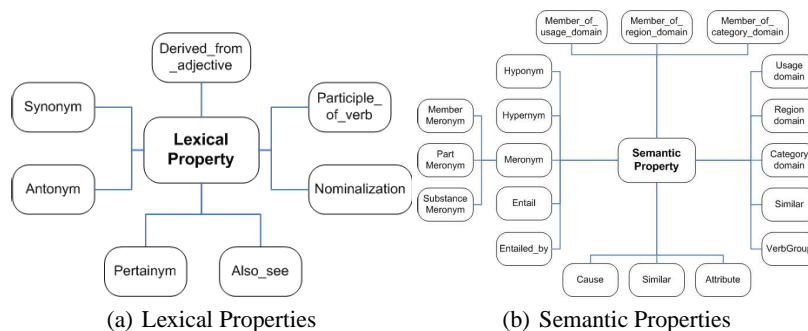 Derived_from
_adjective
Synonym
Participle_
of_verb
Lexical
Property
Antonym
Nominalization
Pertainym
Also_see
(a) Lexical Properties
Member_of_
usage_domain
Member_of_
region_domain
Member_of_
category_domain
Hyponym
Usage
domain
Member
Meronym
Hypernym
Region
domain
Part
Meronym
Meronym
Semantic
Property
Category
domain
Substance
Meronym
Entail
Similar
Entailed_by
VerbGroup
Cause
Similar
Attribute
(b) Semantic Properties